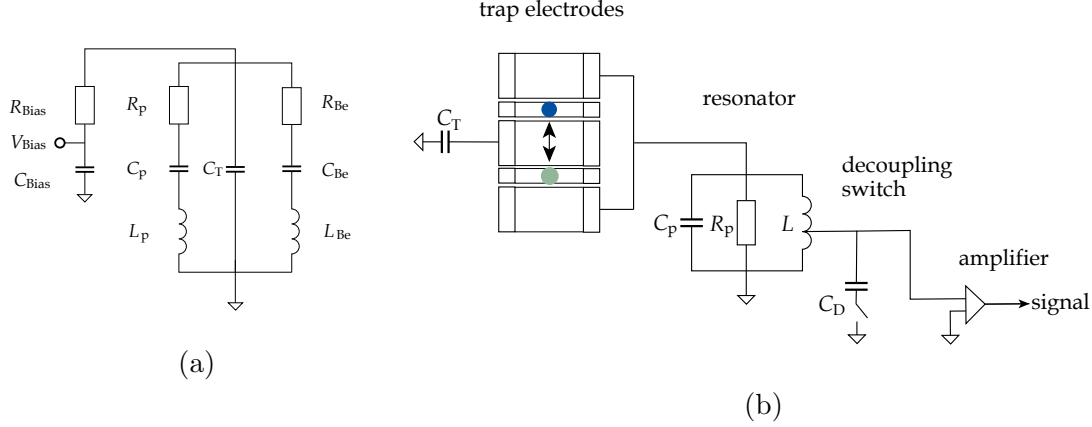 trap electrodes
R_Bias
R_p
R_Be
V_Bias
C_Bias
C_p
C_T
C_Be
L_p
L_Be
(a)
C_T
resonator
decoupling
switch
C_p
R_p
L
amplifier
C_D
signal
(b)